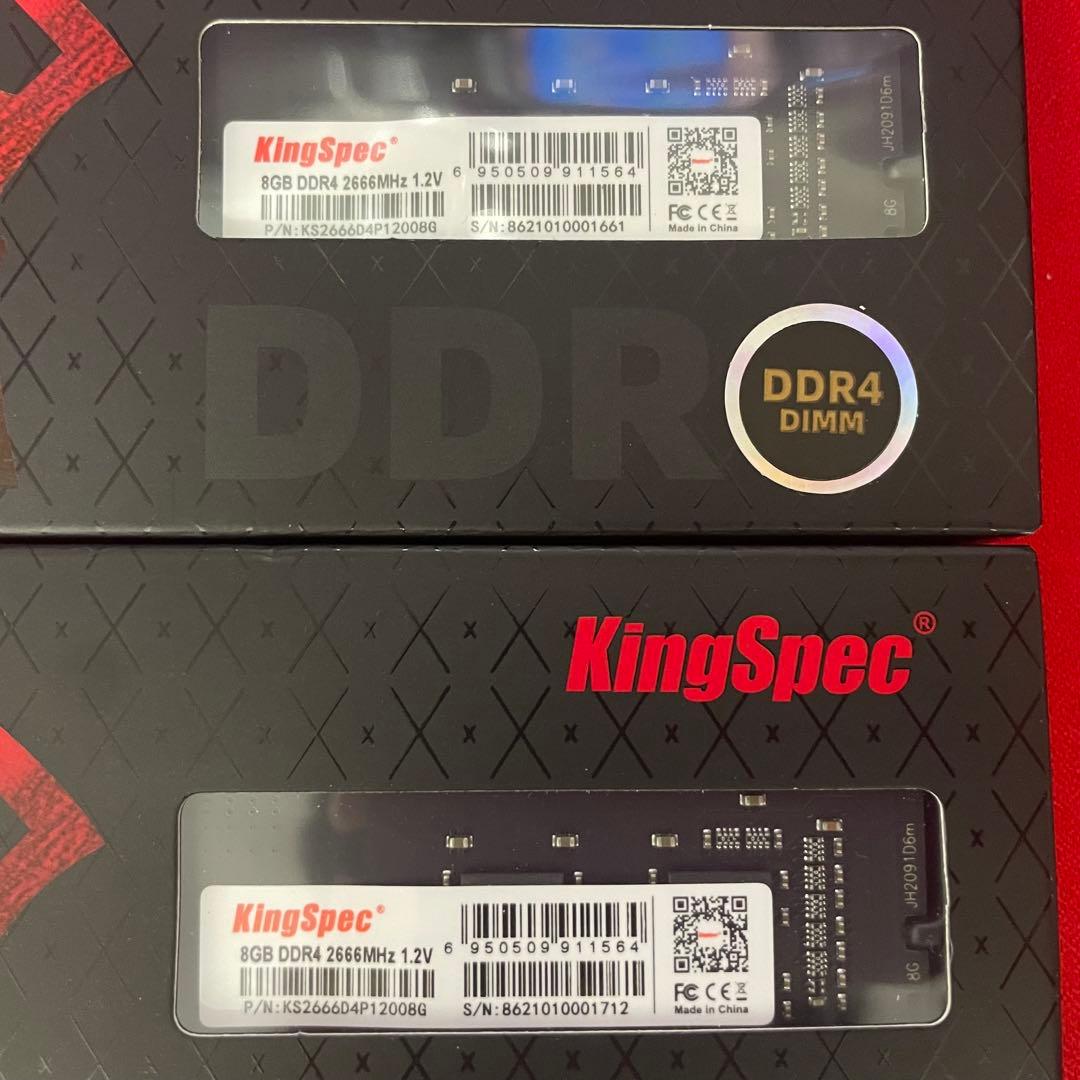 KingSpec®
8GB DDR4 2666MHz 1.2V
P/N:KS2666D4P12008G
6 950509 911564
S/N:8621010001661
FC CE
Made in China
JH2091D6m
8G
DDR
DDR4
DIMM
KingSpec®
KingSpec®
8GB DDR4 2666MHz 1.2V
P/N:KS2666D4P12008G
6 950509 911564
S/N:8621010001712
FC CE
Made in China
JH2091D6m
8G